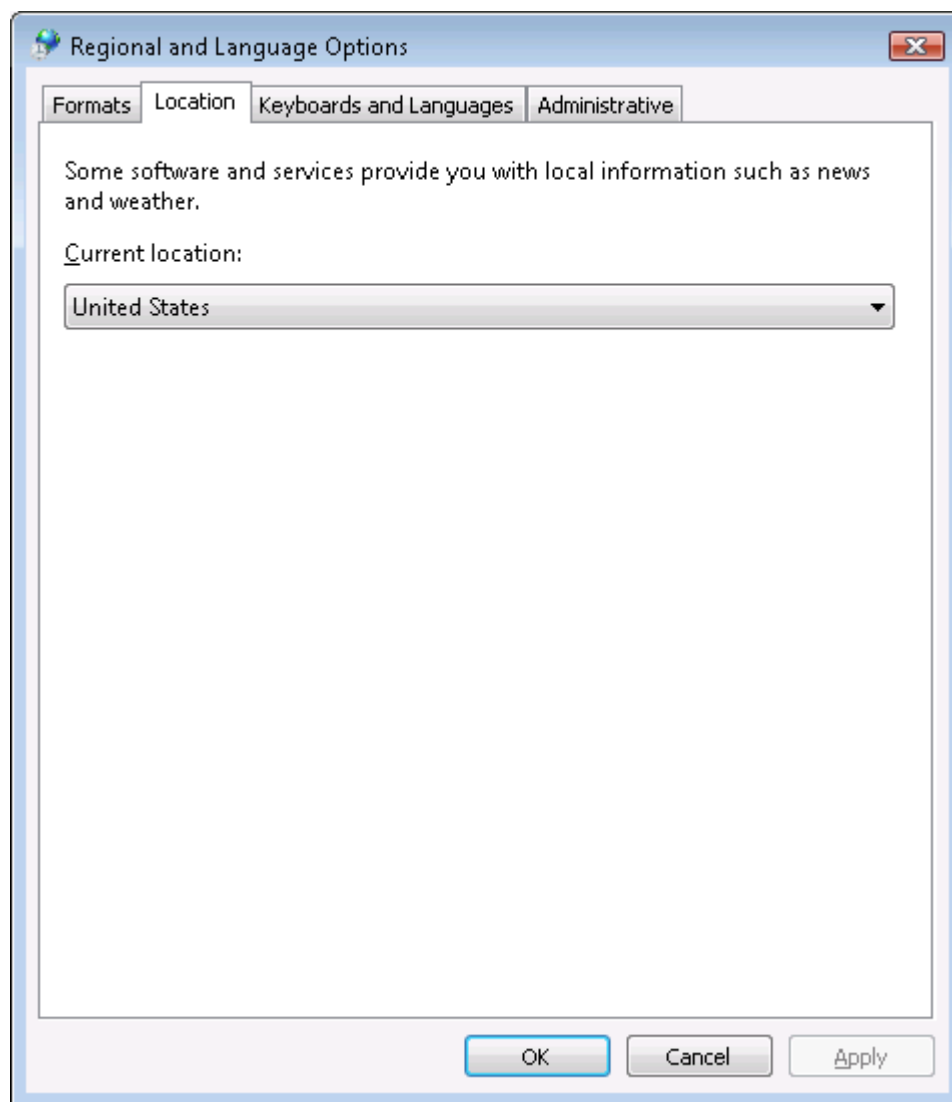 Regional and Language Options
Formats Location Keyboards and Languages Administrative
Some software and services provide you with local information such as news
and weather.
Current location:
United States
OK Cancel Apply